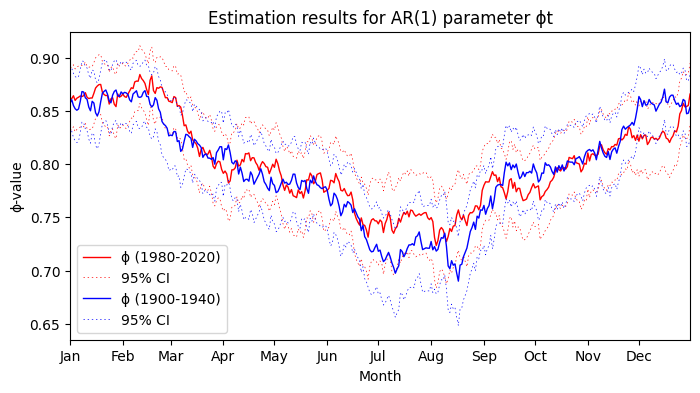 Estimation results for AR(1) parameter ϕt
ϕ-value
0.90
0.85
0.80
0.75
0.70
0.65
ϕ (1980-2020)
95% CI
ϕ (1900-1940)
95% CI
Jan Feb Mar Apr May Jun Jul Aug Sep Oct Nov Dec
Month